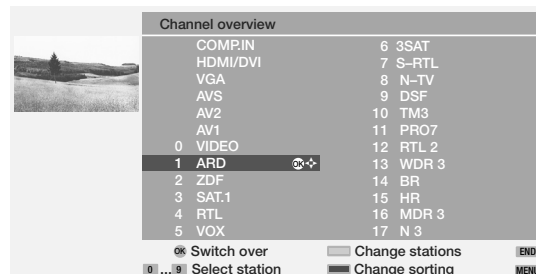 Channel overview
COMP.IN
HDMI/DVI
VGA
AVS
AV2
AV1
0 VIDEO
1 ARD OK
2 ZDF
3 SAT.1
4 RTL
5 VOX
6 3SAT
7 S–RTL
8 N–TV
9 DSF
10 TM3
11 PRO7
12 RTL 2
13 WDR 3
14 BR
15 HR
16 MDR 3
17 N 3
OK Switch over
Change stations
END
0 ... 9 Select station
Change sorting
MENU